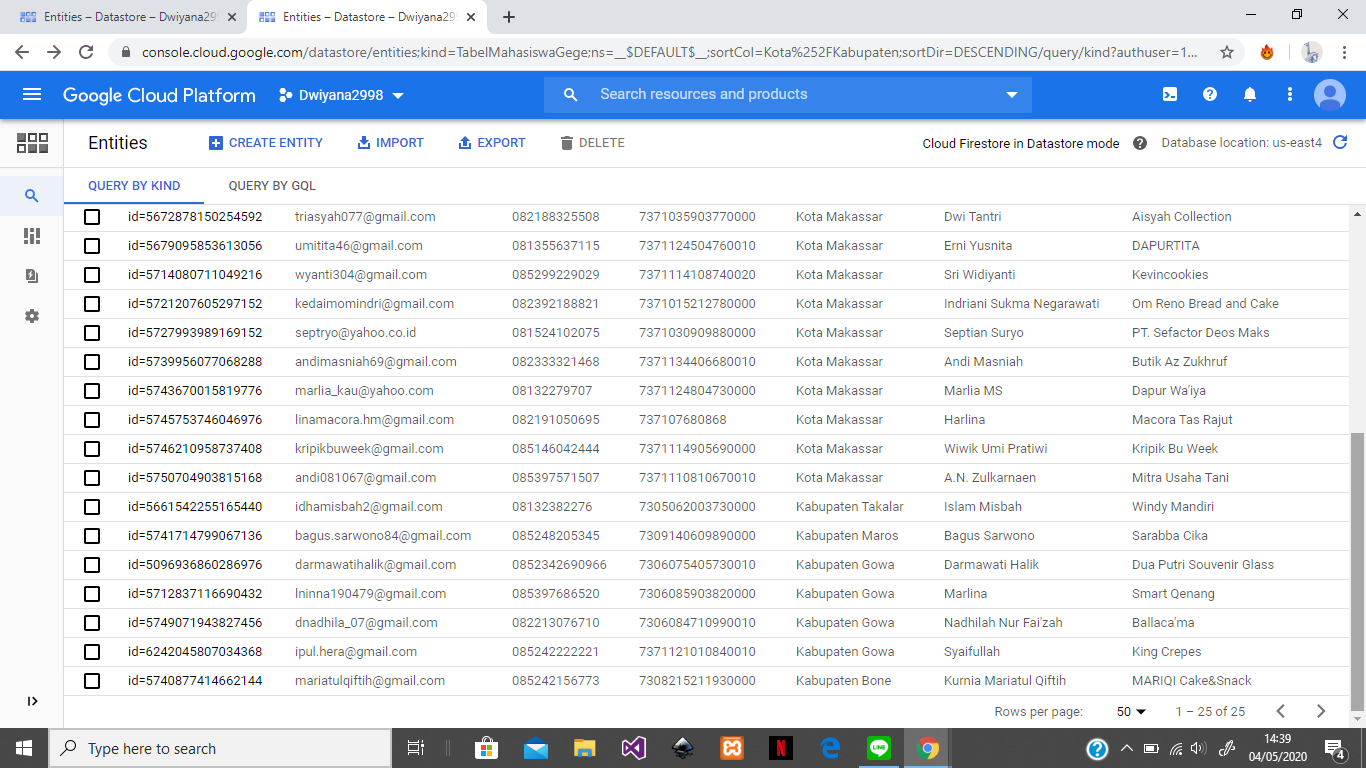 Entities – Datastore – Dwiyana299
Entities – Datastore – Dwiyana299
console.cloud.google.com/datastore/entities;kind=TabelMahasiswaGege;ns=__$DEFAULT$__;sortCol=Kota%252FKabupaten;sortDir=DESCENDING/query/kind?authuser=1...
Google Cloud Platform Dwiyana2998 Search resources and products
Entities CREATE ENTITY IMPORT EXPORT DELETE Cloud Firestore in Datastore mode Database location: us-east4
QUERY BY KIND QUERY BY GQL
id=5672878150254592 triasyah077@gmail.com 082188325508 7371035903770000 Kota Makassar Dwi Tantri Aisyah Collection
id=5679095853613056 umitita46@gmail.com 081355637115 7371124504760010 Kota Makassar Erni Yusnita DAPURTITA
id=5714080711049216 wyanti304@gmail.com 085299229029 7371114108740020 Kota Makassar Sri Widiyanti Kevincookies
id=5721207605297152 kedaimomindri@gmail.com 082392188821 7371015212780000 Kota Makassar Indriani Sukma Negarawati Om Reno Bread and Cake
id=5727993989169152 septryo@yahoo.co.id 081524102075 7371030909880000 Kota Makassar Septian Suryo PT. Sefactor Deos Maks
id=5739956077068288 andimasniah69@gmail.com 082333321468 7371134406680010 Kota Makassar Andi Masniah Butik Az Zukhruf
id=5743670015819776 marlia_kau@yahoo.com 08132279707 7371124804730000 Kota Makassar Marlia MS Dapur Wa'iya
id=5745753746046976 linamacora.hm@gmail.com 082191050695 737107680868 Kota Makassar Harlina Macora Tas Rajut
id=5746210958737408 kripikbuweek@gmail.com 085146042444 7371114905690000 Kota Makassar Wiwik Umi Pratiwi Kripik Bu Week
id=5750704903815168 andi081067@gmail.com 085397571507 7371110810670010 Kota Makassar A.N. Zulkarnaen Mitra Usaha Tani
id=5661542255165440 idhamisbah2@gmail.com 08132382276 7305062003730000 Kabupaten Takalar Islam Misbah Windy Mandiri
id=5741714799067136 bagus.sarwono84@gmail.com 085248205345 7309140609890000 Kabupaten Maros Bagus Sarwono Sarabba Cika
id=5096936860286976 darmawatihalik@gmail.com 0852342690966 7306075405730010 Kabupaten Gowa Darmawati Halik Dua Putri Souvenir Glass
id=5712837116690432 lninna190479@gmail.com 085397686520 7306085903820000 Kabupaten Gowa Marlina Smart Qenang
id=5749071943827456 dnadhila_07@gmail.com 082213076710 7306084710990010 Kabupaten Gowa Nadhilah Nur Fai'zah Ballaca'ma
id=6242045807034368 ipul.hera@gmail.com 085242222221 7371121010840010 Kabupaten Gowa Syaifullah King Crepes
id=5740877414662144 mariatulqiftih@gmail.com 085242156773 7308215211930000 Kabupaten Bone Kurnia Mariatul Qiftih MARIQI Cake&Snack
Rows per page: 50 1 – 25 of 25
Type here to search
LINE
14:39
04/05/2020
4